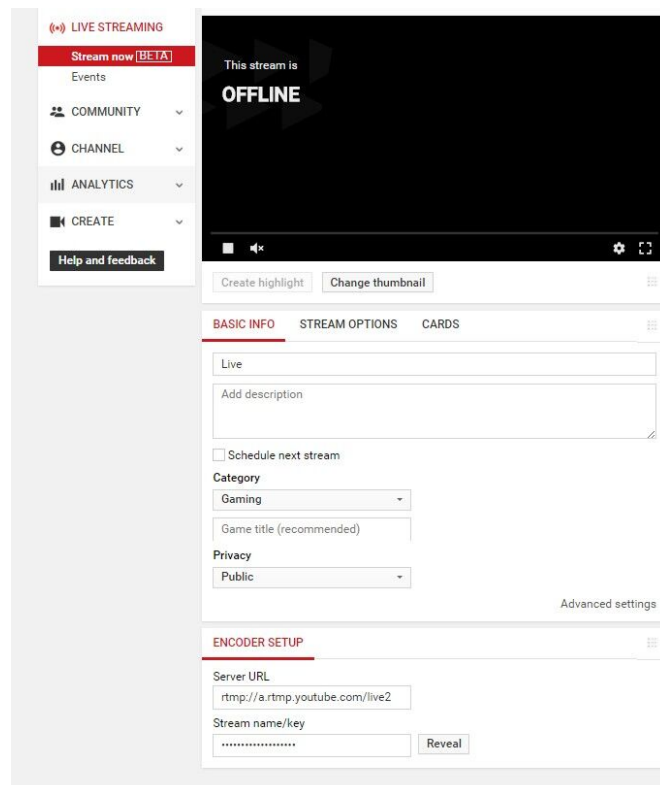 LIVE STREAMING
Stream now BETA
Events
COMMUNITY
CHANNEL
ANALYTICS
CREATE
Help and feedback
This stream is
OFFLINE
Create highlight Change thumbnail
BASIC INFO STREAM OPTIONS CARDS
Live
Add description
Schedule next stream
Category
Gaming
Game title (recommended)
Privacy
Public
Advanced settings
ENCODER SETUP
Server URL
rtmp://a.rtmp.youtube.com/live2
Stream name/key
•••••••••••••••••••
Reveal